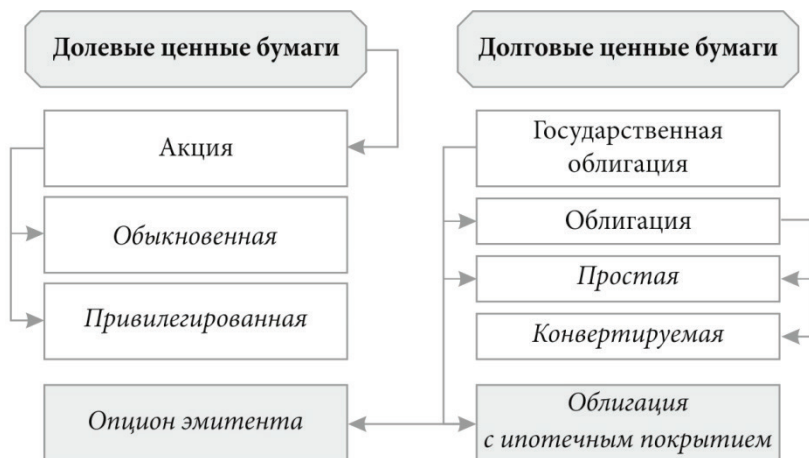 Долевые ценные бумаги
Акция
Обыкновенная
Привилегированная
Опцион эмитента
Долговые ценные бумаги
Государственная
облигация
Облигация
Простая
Конвертируемая
Облигация
с ипотечным покрытием